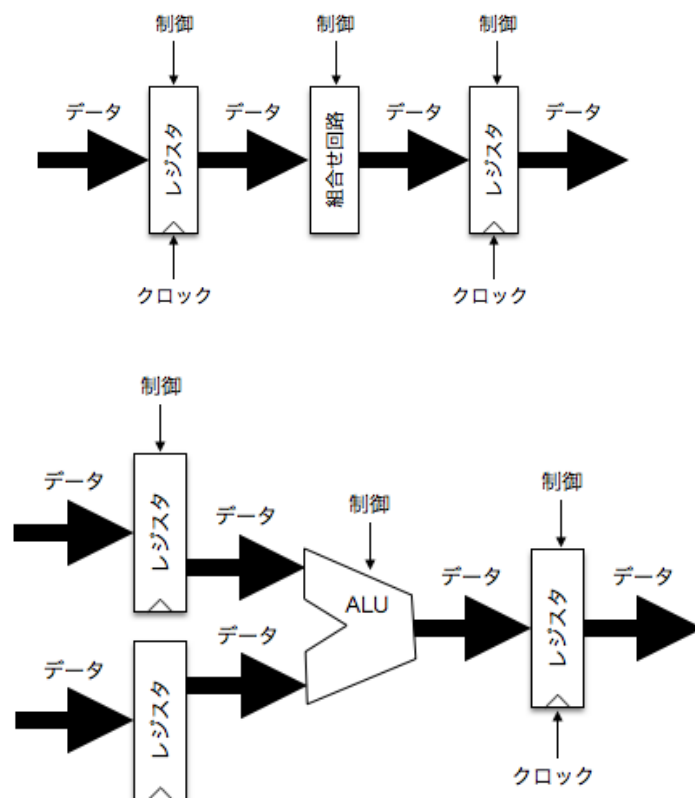 制御
制御
制御
データ
データ
データ
データ
レジスタ
組合せ回路
レジスタ
クロック
クロック
制御
データ
レジスタ
データ
制御
ALU
データ
制御
データ
レジスタ
データ
データ
レジスタ
クロック